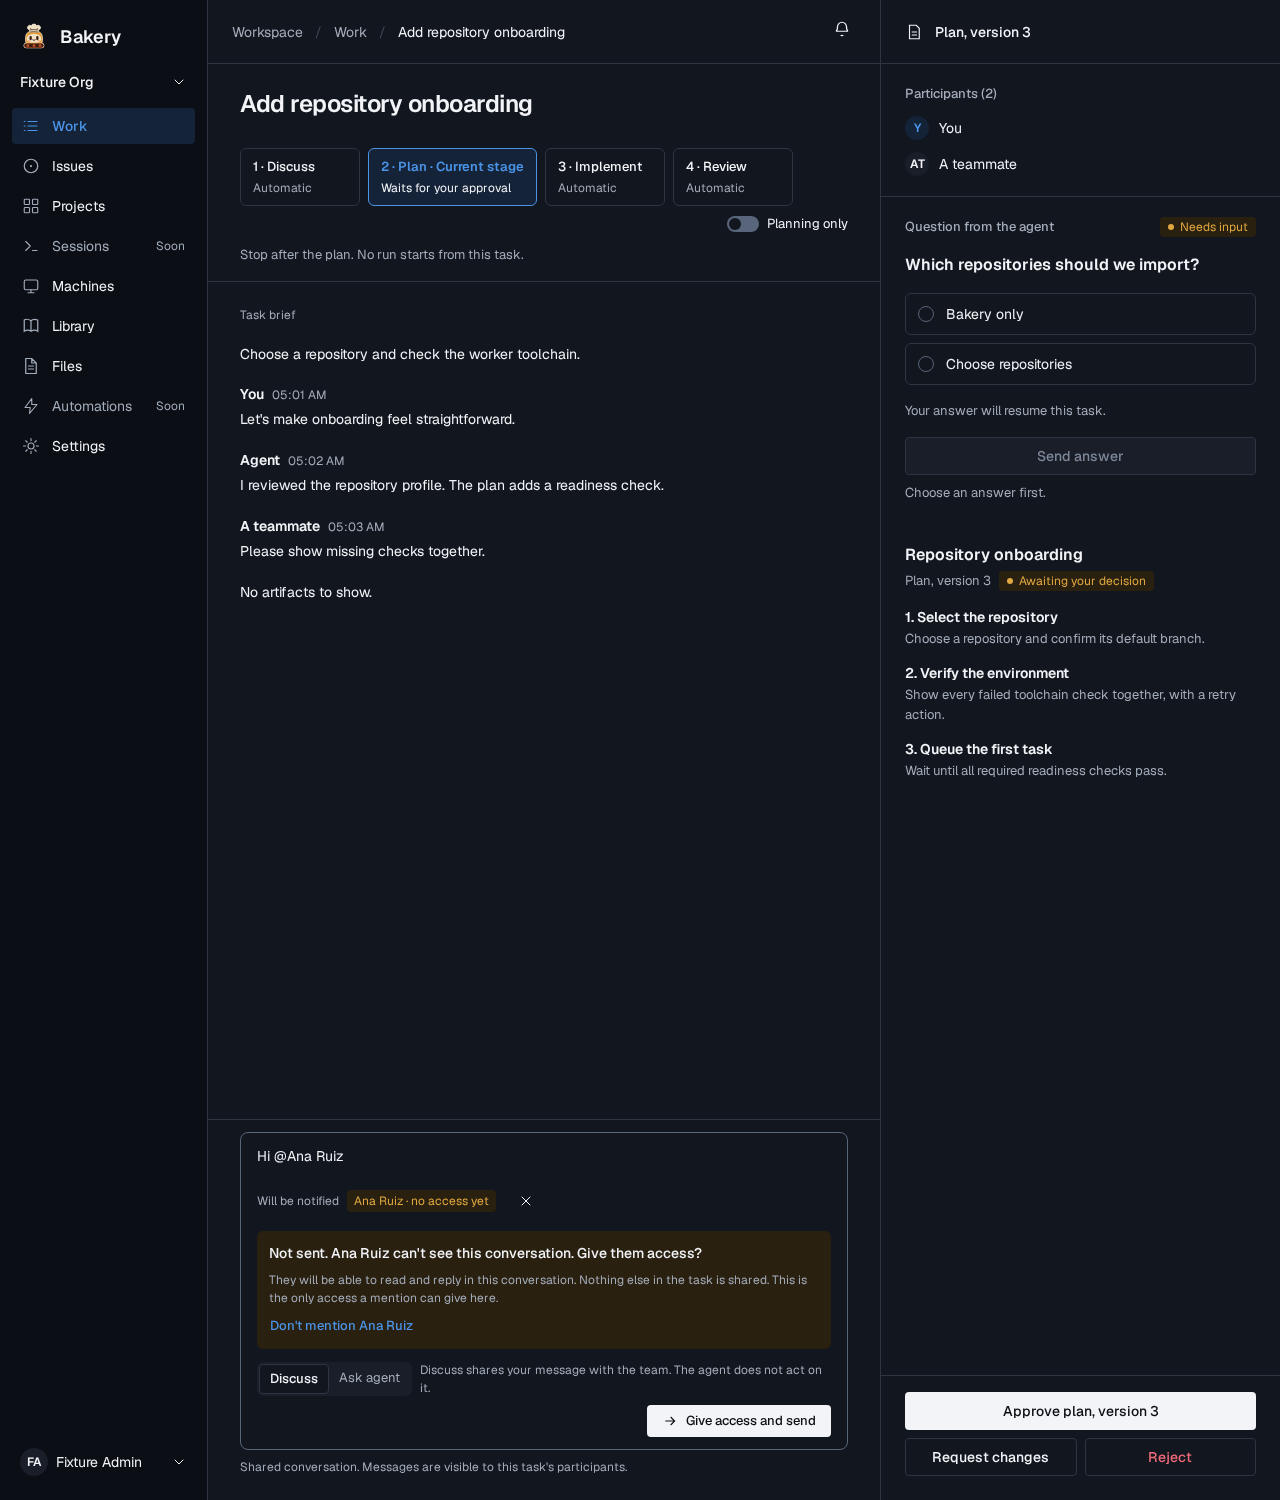 Bakery
Fixture Org
Work
Issues
Projects
Sessions Soon
Machines
Library
Files
Automations Soon
Settings
FA Fixture Admin
Workspace / Work / Add repository onboarding
Add repository onboarding
1 · Discuss
Automatic
2 · Plan · Current stage
Waits for your approval
3 · Implement
Automatic
4 · Review
Automatic
Planning only
Stop after the plan. No run starts from this task.
Task brief
Choose a repository and check the worker toolchain.
You 05:01 AM
Let's make onboarding feel straightforward.
Agent 05:02 AM
I reviewed the repository profile. The plan adds a readiness check.
A teammate 05:03 AM
Please show missing checks together.
No artifacts to show.
Hi @Ana Ruiz
Will be notified Ana Ruiz · no access yet
Not sent. Ana Ruiz can't see this conversation. Give them access?
They will be able to read and reply in this conversation. Nothing else in the task is shared. This is
the only access a mention can give here.
Don't mention Ana Ruiz
Discuss Ask agent
Discuss shares your message with the team. The agent does not act on
it.
Give access and send
Shared conversation. Messages are visible to this task's participants.
Plan, version 3
Participants (2)
Y You
AT A teammate
Question from the agent Needs input
Which repositories should we import?
Bakery only
Choose repositories
Your answer will resume this task.
Send answer
Choose an answer first.
Repository onboarding
Plan, version 3 Awaiting your decision
1. Select the repository
Choose a repository and confirm its default branch.
2. Verify the environment
Show every failed toolchain check together, with a retry
action.
3. Queue the first task
Wait until all required readiness checks pass.
Approve plan, version 3
Request changes
Reject